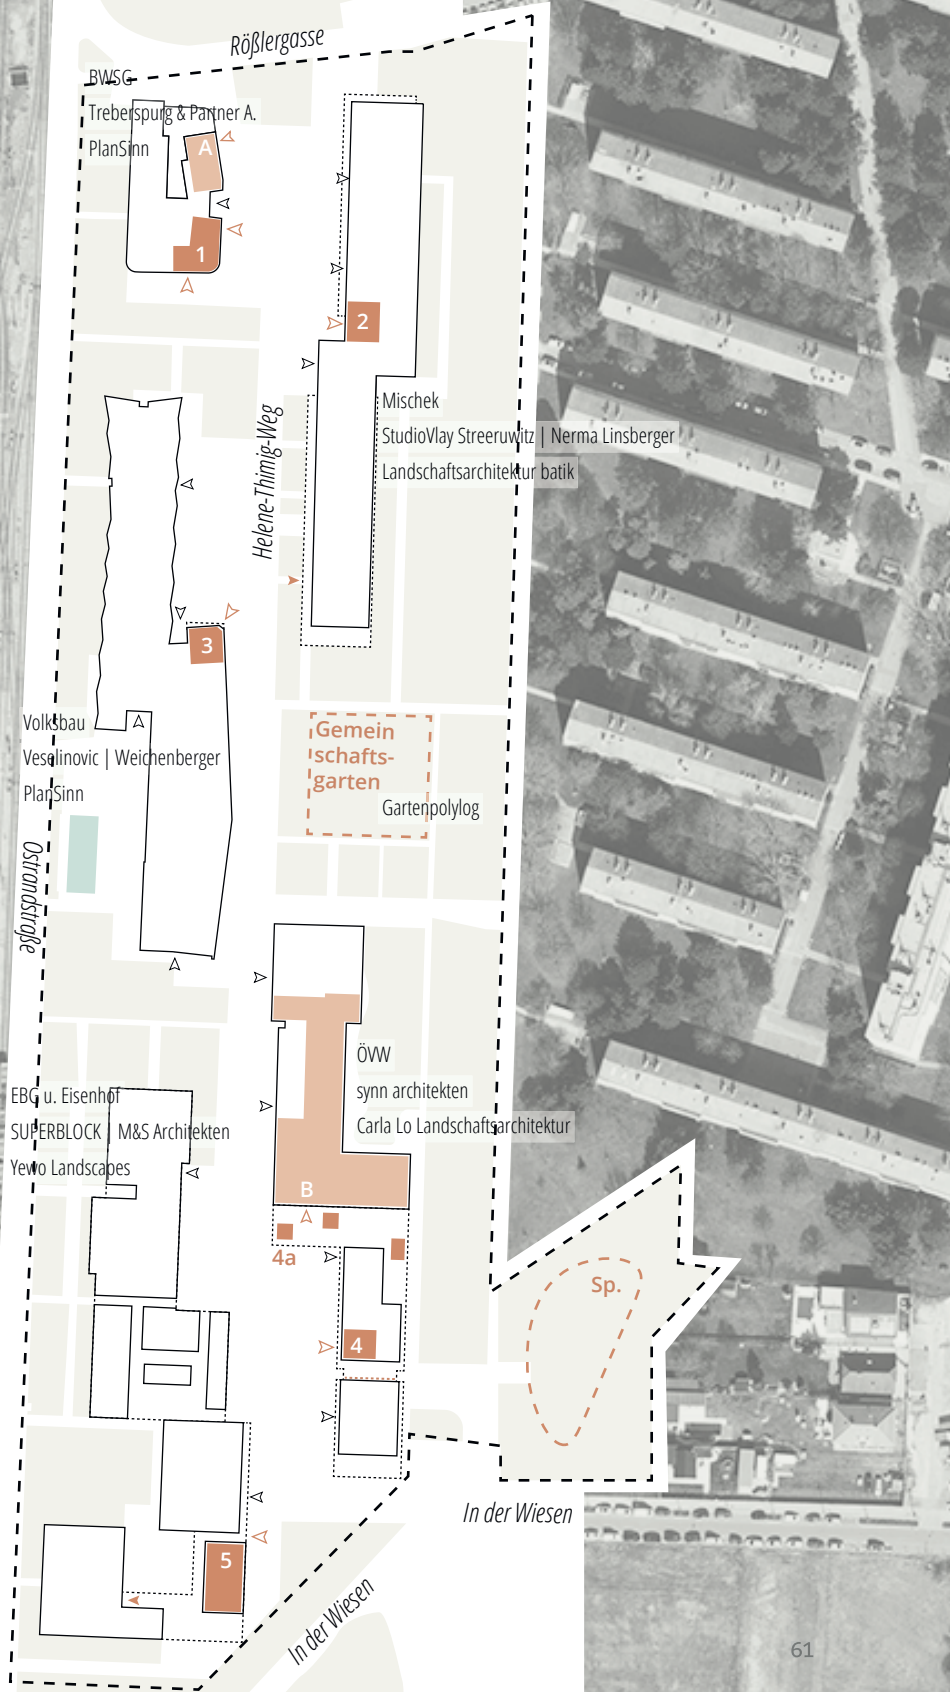 Rößlergasse
BWSG
Treberspurg & Partner A.
PlanSinn
A
1
2
Mischek
StudioVlay Streeruwitz | Nerma Linsberger
Landschaftsarchitektur batik
Helene-Thimig-Weg
3
Volksbau
Veselinovic | Weichenberger
PlanSinn
Gemein
schafts-
garten
Gartenpolylog
Ostrandstraße
ÖVW
synn architekten
Carla Lo Landschaftsarchitektur
EBG u. Eisenhof
SUPERBLOCK | M&S Architekten
Yewo Landscapes
B
4a
Sp.
4
In der Wiesen
5
In der Wiesen
61